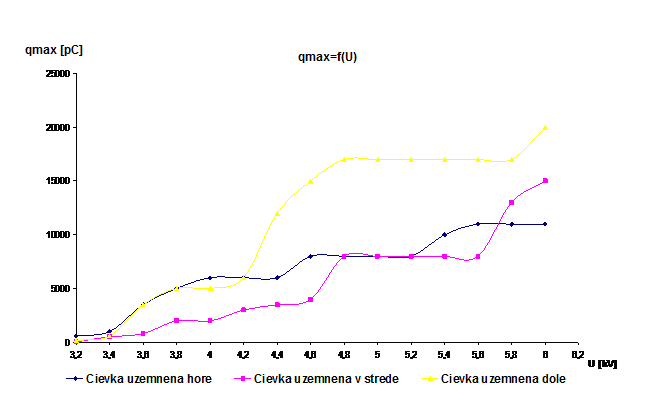 qmax [pC]
qmax=f(U)
25000
20000
15000
10000
5000
0
3,2 3,4 3,6 3,8 4 4,2 4,4 4,6 4,8 5 5,2 5,4 5,6 5,8 6 6,2
U [kV]
Cievka uzemnena hore Cievka uzemnena v strede Cievka uzemnena dole